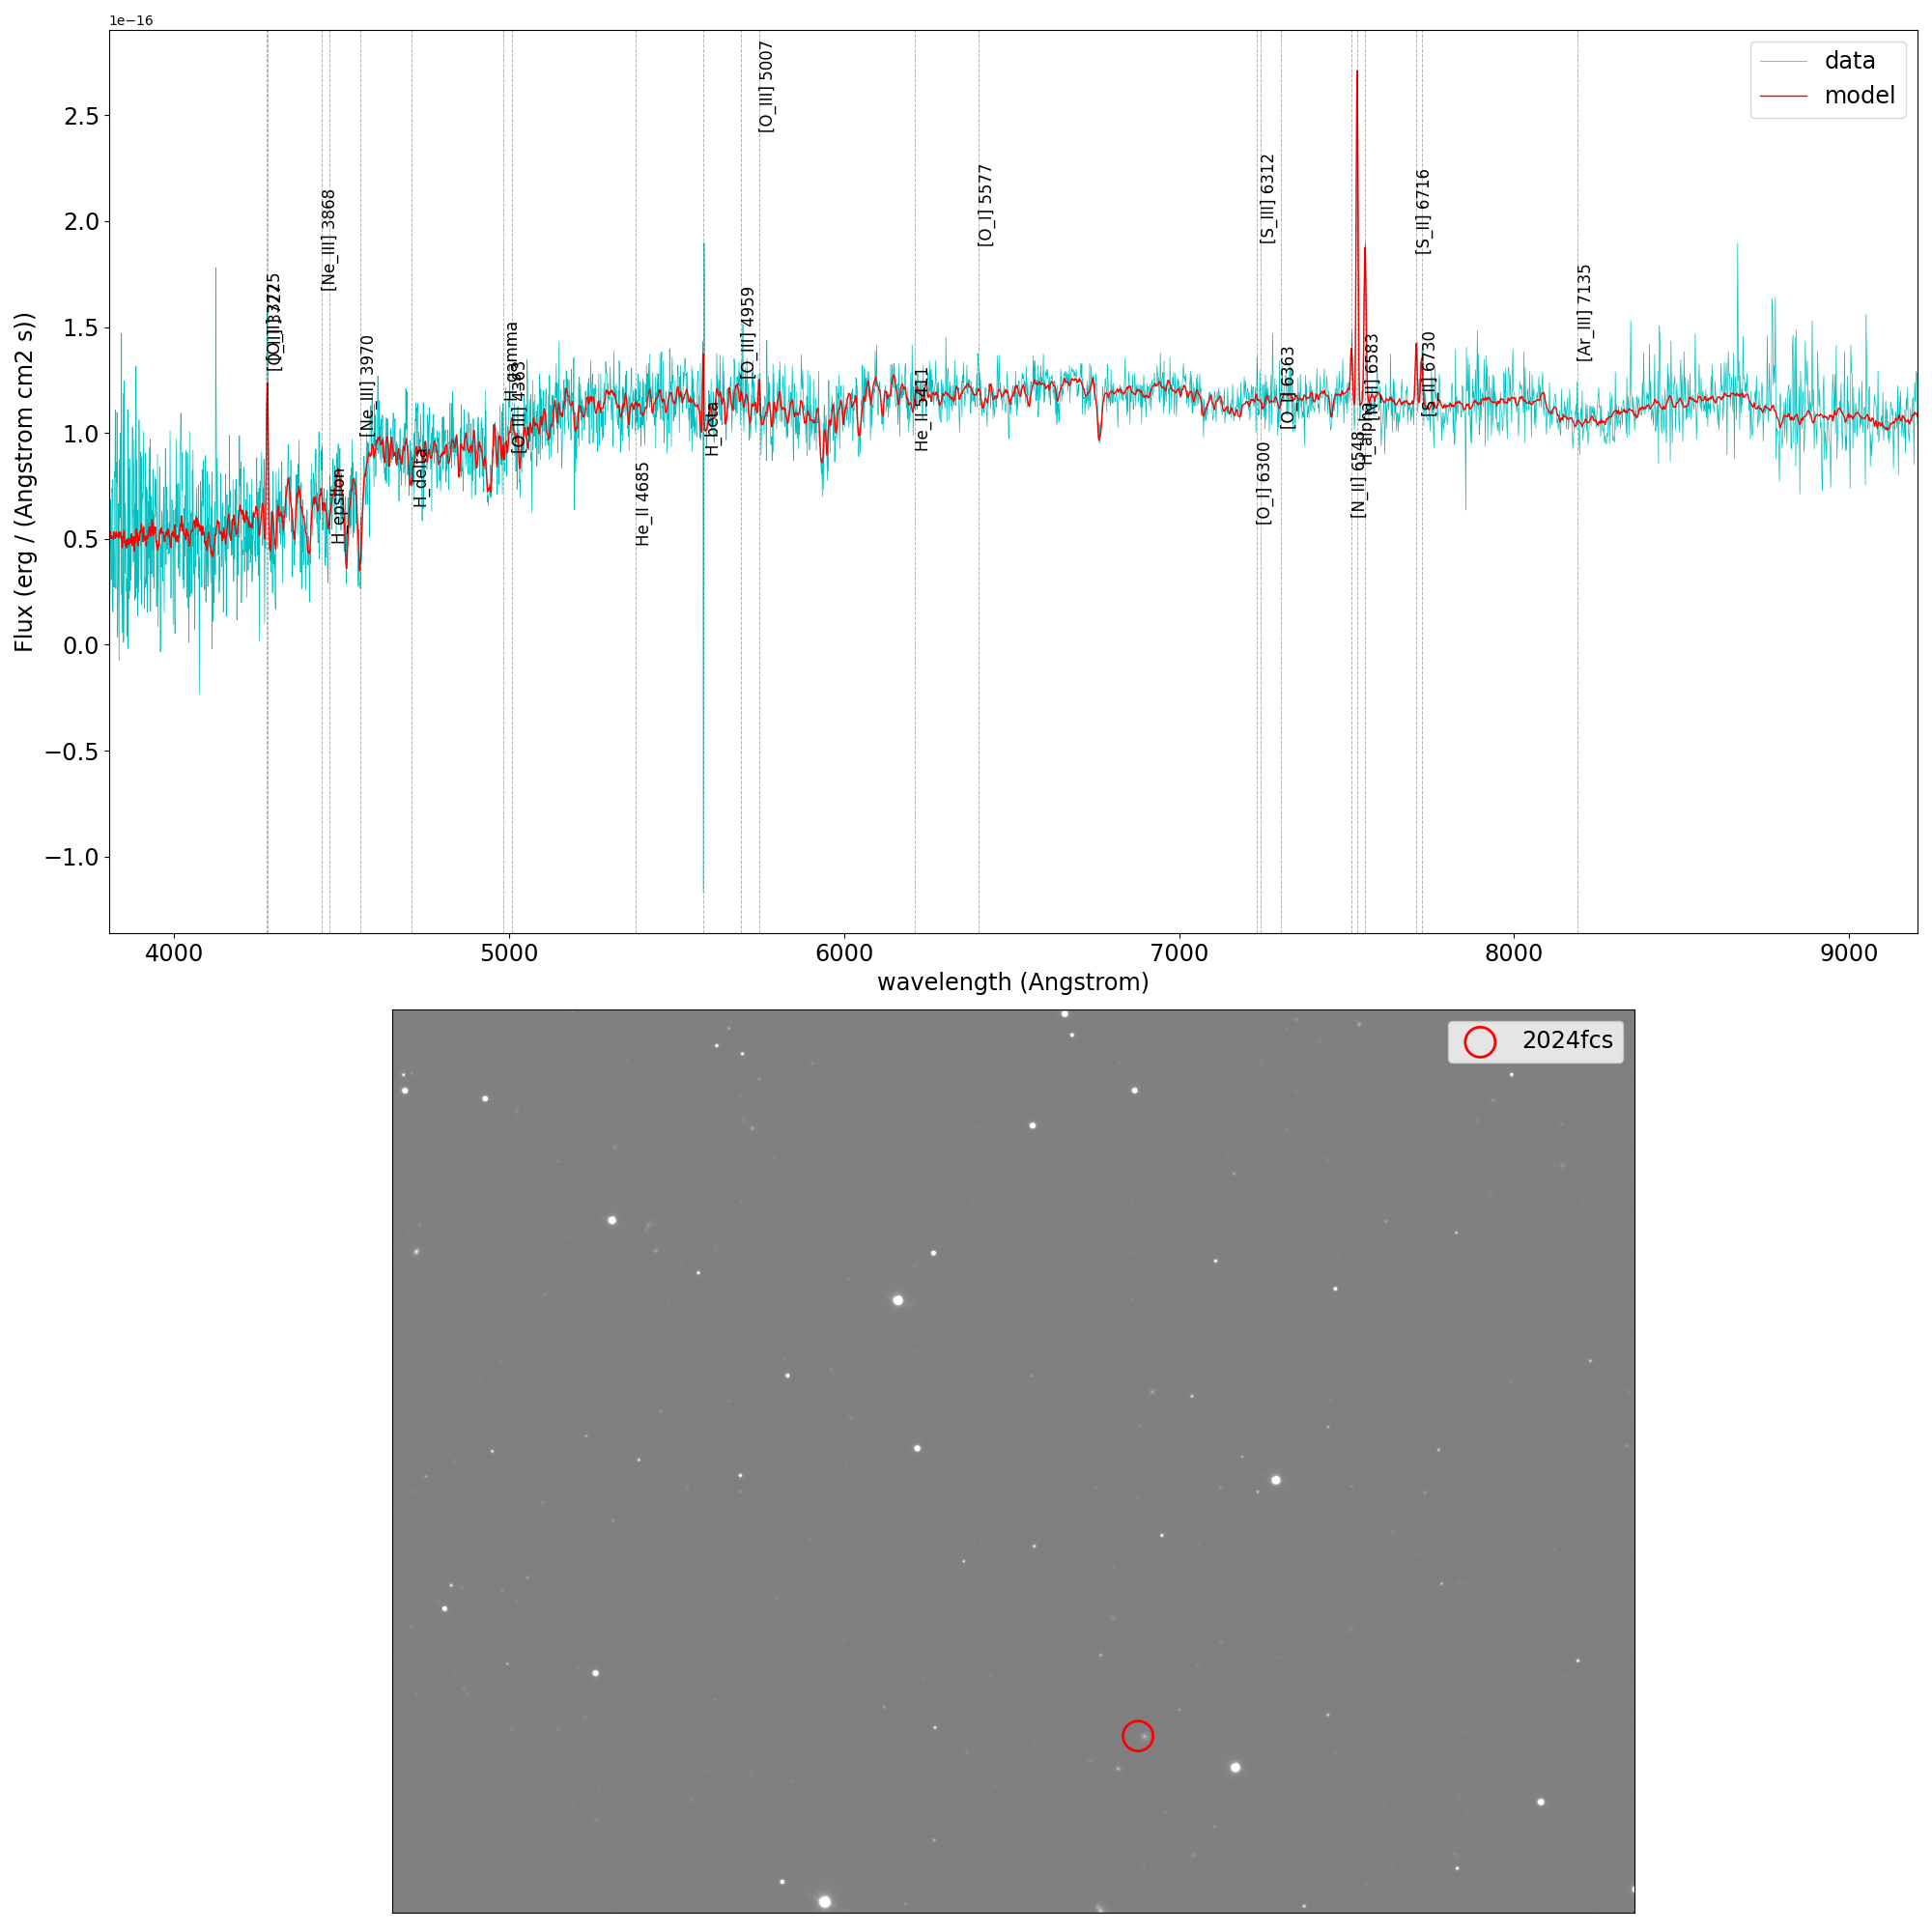 1e−16
data
model
[O_II] 3725
[Ne_III] 3868
H_epsilon
[Ne_III] 3970
H_delta
H_gamma
[O_III] 4363
He_II 4685
H_beta
[O_III] 4959
[O_III] 5007
He_II 5411
[O_I] 5577
[O_I] 6300
[S_III] 6312
[O_I] 6363
[N_II] 6548
H_alpha
[N_II] 6583
[S_II] 6716
[S_II] 6730
[Ar_III] 7135
2.5
2.0
1.5
1.0
0.5
0.0
−0.5
−1.0
Flux (erg / (Angstrom cm2 s))
4000 5000 6000 7000 8000 9000
wavelength (Angstrom)
2024fcs